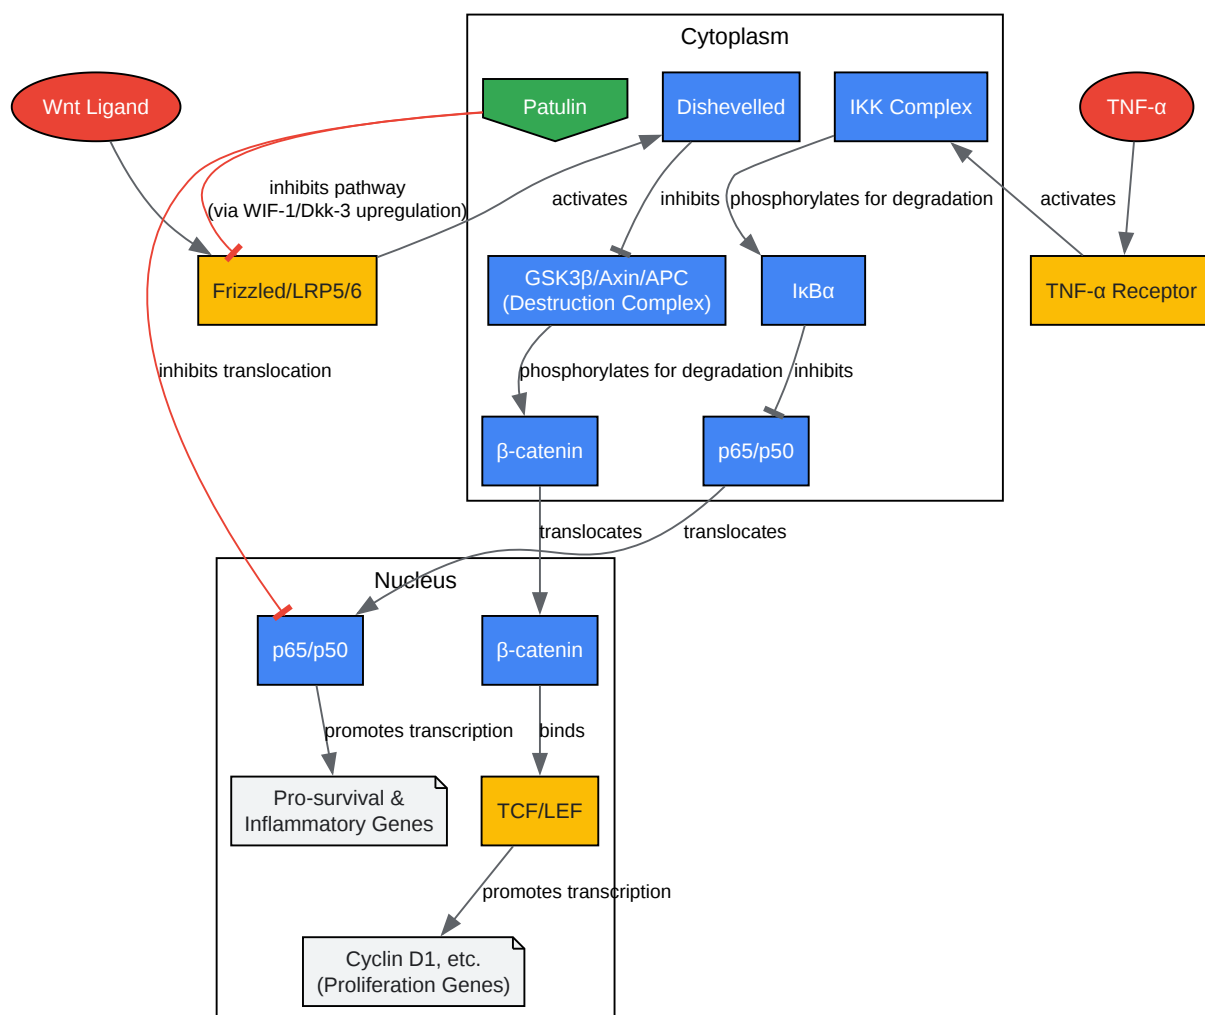 Cytoplasm
Wnt Ligand
Patulin
Dishevelled
IKK Complex
TNF-α
inhibits pathway
(via WIF-1/Dkk-3 upregulation)
activates
inhibits
phosphorylates for degradation
activates
Frizzled/LRP5/6
GSK3β/Axin/APC
(Destruction Complex)
IκBα
TNF-α Receptor
inhibits translocation
phosphorylates for degradation
inhibits
β-catenin
p65/p50
translocates
translocates
Nucleus
p65/p50
β-catenin
promotes transcription
binds
Pro-survival &
Inflammatory Genes
TCF/LEF
promotes transcription
Cyclin D1, etc.
(Proliferation Genes)